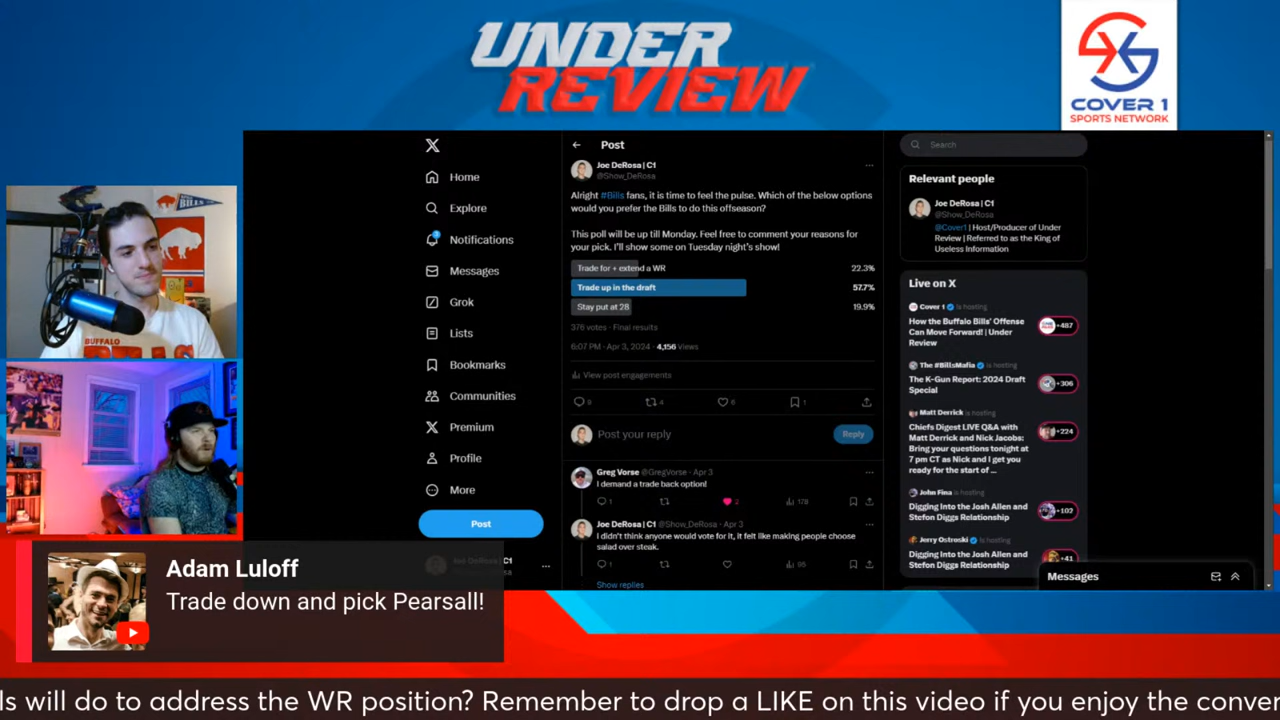 UNDER
REVIEW
COVER 1
SPORTS NETWORK
BILLS
BUFFALO
Home
Explore
Notifications
Messages
Grok
Lists
Bookmarks
Communities
Premium
Profile
More
Post
Joe DeRosa | C1
Post
Joe DeRosa | C1
@Show_DeRosa
Alright #Bills fans, it is time to feel the pulse. Which of the below options
would you prefer the Bills to do this offseason?
This poll will be up till Monday. Feel free to comment your reasons for
your pick. I'll show some on Tuesday night's show!
Trade for + extend a WR 22.3%
Trade up in the draft 57.7%
Stay put at 28 19.9%
376 votes · Final results
6:07 PM · Apr 3, 2024 · 4,156 Views
View post engagements
9 4 6 1
Post your reply Reply
Greg Vorse @GregVorse · Apr 3
I demand a trade back option!
1 2 178
Joe DeRosa | C1 @Show_DeRosa · Apr 3
I didn't think anyone would vote for it, it felt like making people choose
salad over steak.
1 98
Show replies
Search
Relevant people
Joe DeRosa | C1
@Show_DeRosa
@Cover1 | Host/Producer of Under
Review | Referred to as the King of
Useless Information
Live on X
Cover 1 is hosting
How the Buffalo Bills' Offense
Can Move Forward! | Under
Review
+487
The #BillsMafia is hosting
The K-Gun Report: 2024 Draft
Special
+306
Matt Derrick is hosting
Chiefs Digest LIVE Q&A with
Matt Derrick and Nick Jacobs:
Bring your questions tonight at
7 pm CT as Nick and I get you
ready for the start of ...
+224
John Fina is hosting
Digging Into the Josh Allen and
Stefon Diggs Relationship
+102
Jerry Ostroski is hosting
Digging Into the Josh Allen and
Stefon Diggs Relationship
+41
Messages
Adam Luloff
Trade down and pick Pearsall!
ls will do to address the WR position? Remember to drop a LIKE on this video if you enjoy the conver